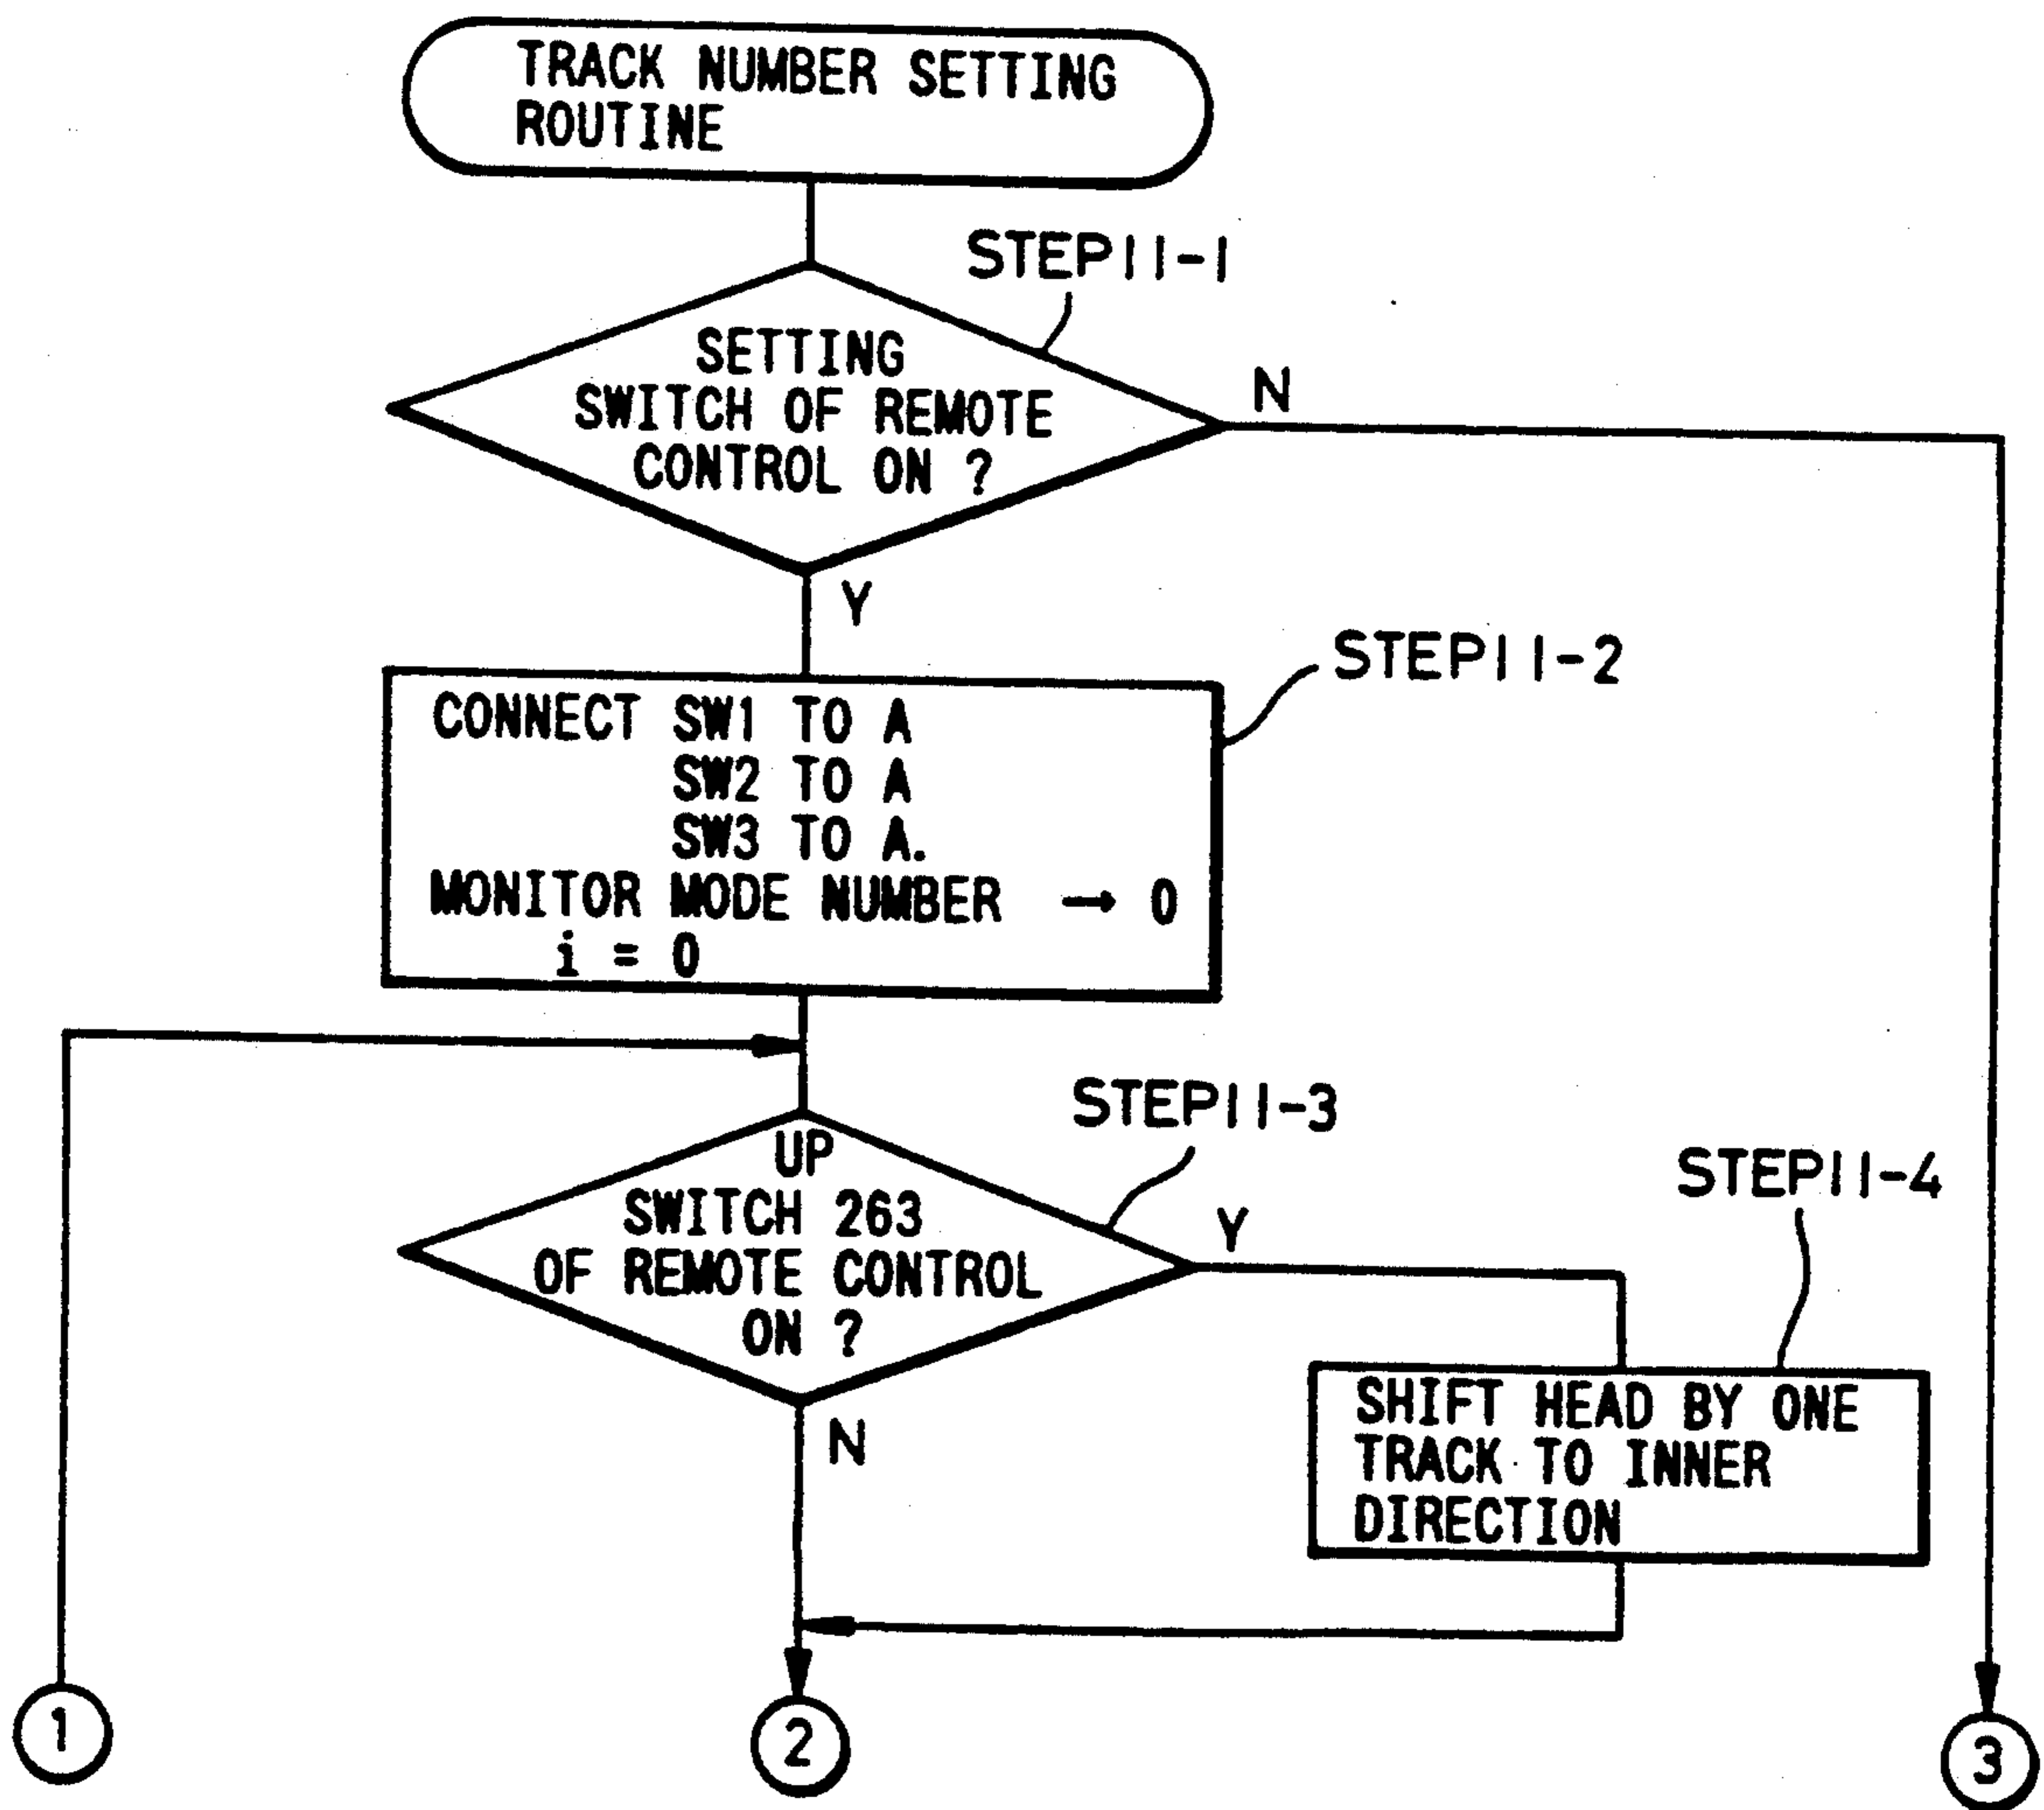 TRACK NUMBER SETTING
ROUTINE
STEP11-1
SETTING
SWITCH OF REMOTE
CONTROL ON ?
N
Y
STEP11-2
CONNECT SW1 TO A
SW2 TO A
SW3 TO A.
MONITOR MODE NUMBER → 0
i = 0
STEP11-3
UP
SWITCH 263
OF REMOTE CONTROL
ON ?
Y
STEP11-4
N
SHIFT HEAD BY ONE
TRACK TO INNER
DIRECTION
1
2
3